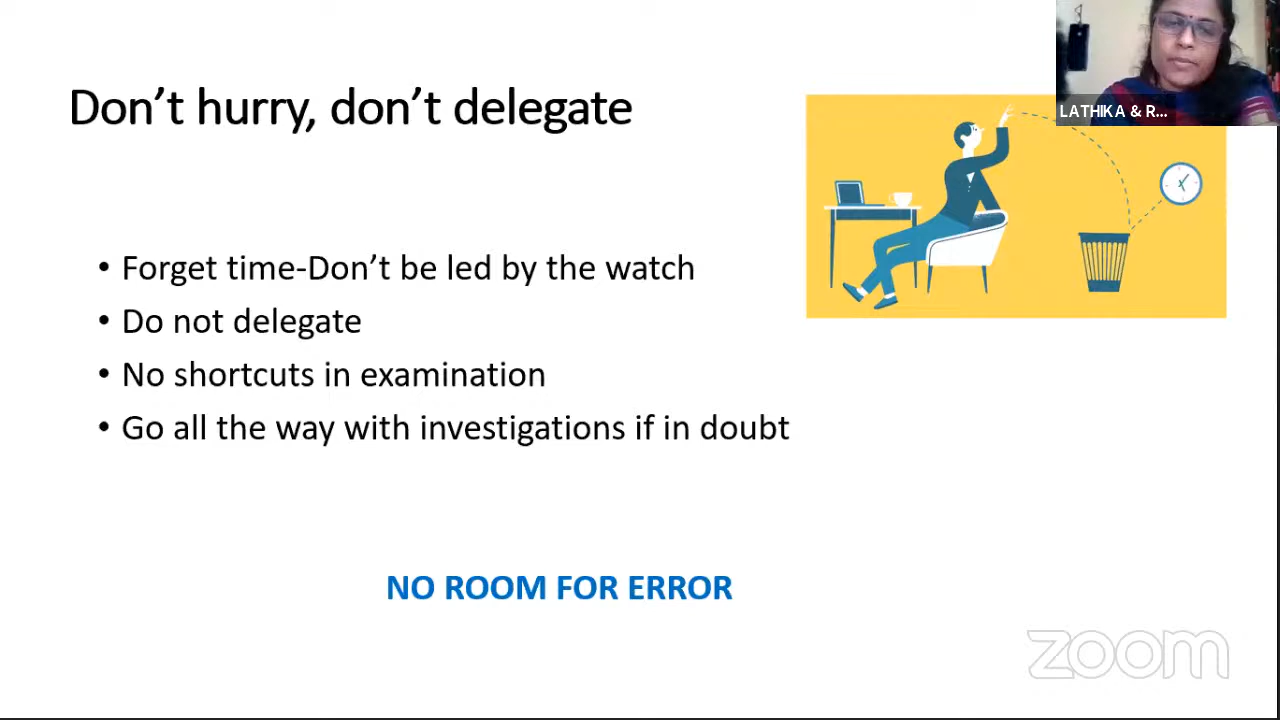 Don't hurry, don't delegate
LATHIKA & R...
• Forget time-Don't be led by the watch
• Do not delegate
• No shortcuts in examination
• Go all the way with investigations if in doubt
NO ROOM FOR ERROR
zoom